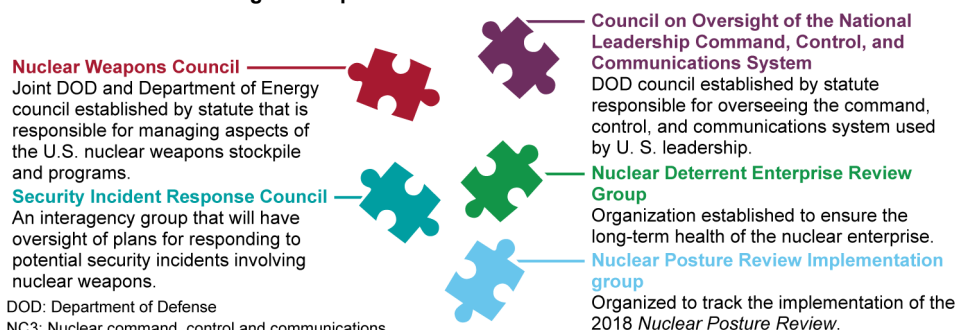 Nuclear Weapons Council
Joint DOD and Department of Energy
council established by statute that is
responsible for managing aspects of
the U.S. nuclear weapons stockpile
and programs.
Security Incident Response Council
An interagency group that will have
oversight of plans for responding to
potential security incidents involving
nuclear weapons.
Council on Oversight of the National
Leadership Command, Control, and
Communications System
DOD council established by statute
responsible for overseeing the command,
control, and communications system used
by U. S. leadership.
Nuclear Deterrent Enterprise Review
Group
Organization established to ensure the
long-term health of the nuclear enterprise.
Nuclear Posture Review Implementation
group
Organized to track the implementation of the
2018 Nuclear Posture Review.
DOD: Department of Defense
NC3: Nuclear command, control and communications